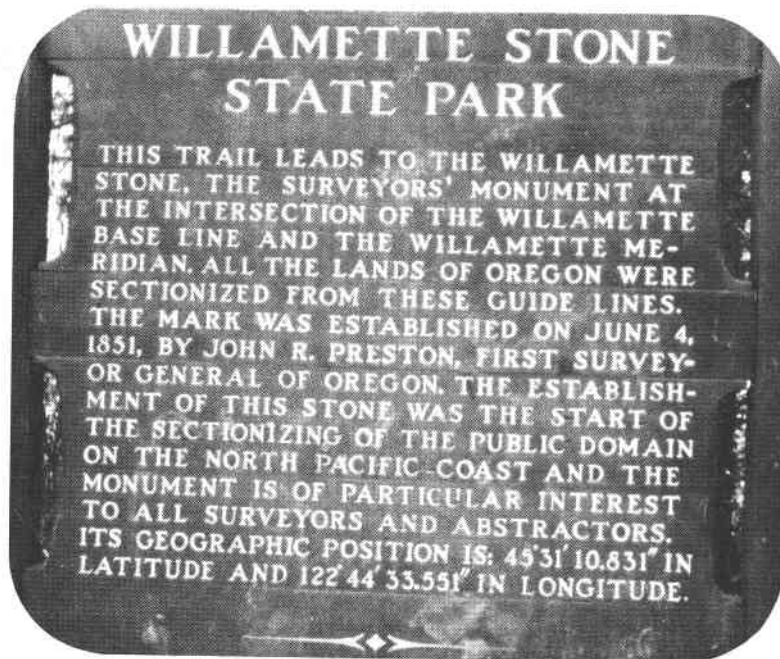 WILLAMETTE STONE
STATE PARK
THIS TRAIL LEADS TO THE WILLAMETTE
STONE, THE SURVEYORS' MONUMENT AT
THE INTERSECTION OF THE WILLAMETTE
BASE LINE AND THE WILLAMETTE ME-
RIDIAN. ALL THE LANDS OF OREGON WERE
SECTIONIZED FROM THESE GUIDE LINES.
THE MARK WAS ESTABLISHED ON JUNE 4,
1851, BY JOHN R. PRESTON, FIRST SURVEY-
OR GENERAL OF OREGON. THE ESTABLISH-
MENT OF THIS STONE WAS THE START OF
THE SECTIONIZING OF THE PUBLIC DOMAIN
ON THE NORTH PACIFIC COAST AND THE
MONUMENT IS OF PARTICULAR INTEREST
TO ALL SURVEYORS AND ABSTRACTORS.
ITS GEOGRAPHIC POSITION IS: 45°31' 10.831" IN
LATITUDE AND 122°44' 33.551" IN LONGITUDE.